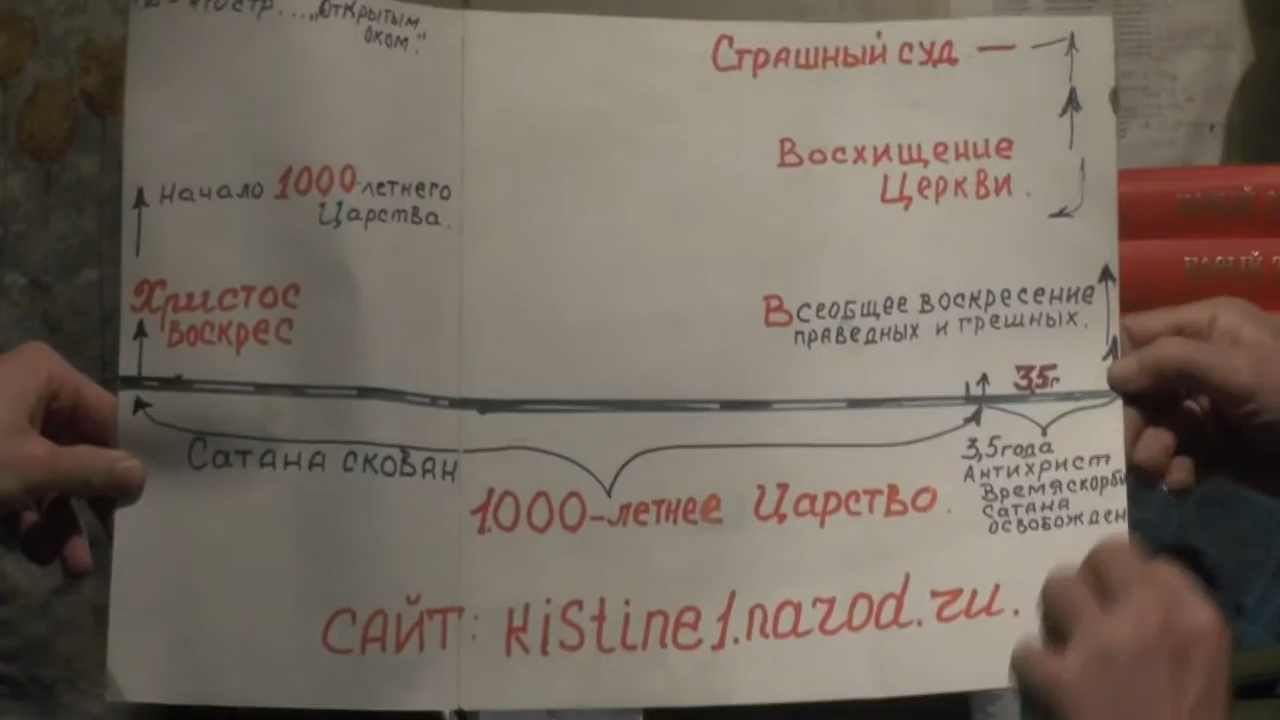 „Открытым
оком."
Страшный суд —
Восхищение
Церкви.
Начало 1000-летнего
Царства.
Христос
воскрес
Всеобщее воскресение
праведных и грешных.
3,5г.
Сатана скован
3,5 года
Антихрист
Время скорби
Сатана
освобожден
1000-летнее Царство.
САЙТ: kistine1.narod.ru.